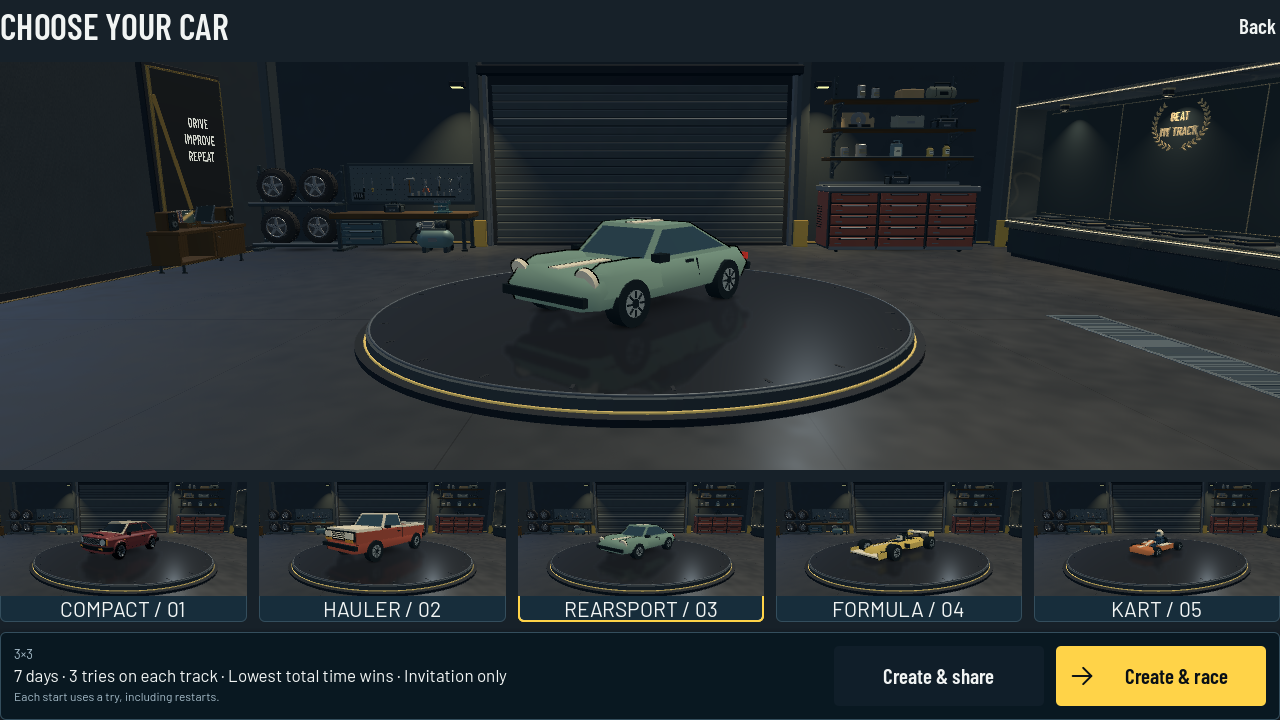 CHOOSE YOUR CAR
Back
DRIVE
IMPROVE
REPEAT
BEAT
MY TRACK
COMPACT / 01
HAULER / 02
REARSPORT / 03
FORMULA / 04
KART / 05
3×3
7 days · 3 tries on each track · Lowest total time wins · Invitation only
Each start uses a try, including restarts.
Create & share
Create & race